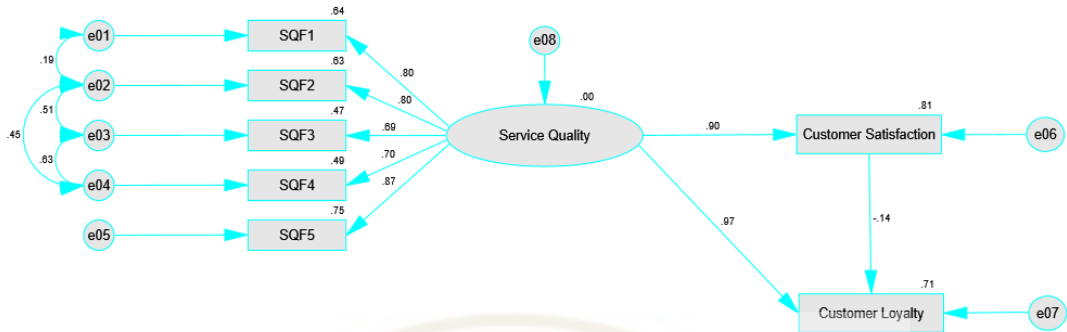 .64
e01
SQF1
e08
.19
.63
.80
e02
SQF2
.80
.00
.81
.51
.47
e03
SQF3
.69
Service Quality
.90
Customer Satisfaction
e06
.45
.63
.49
.70
e04
SQF4
.87
.75
-.14
.97
e05
SQF5
.71
Customer Loyalty
e07